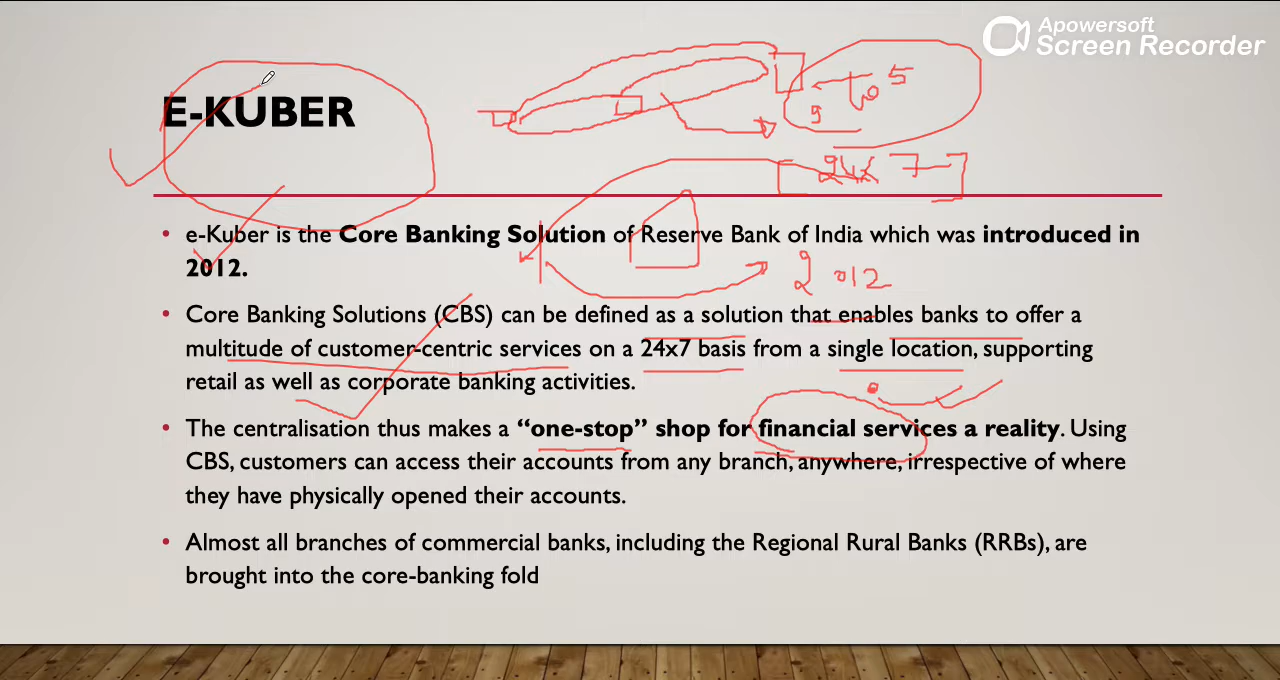 Apowersoft
Screen Recorder
E-KUBER
9 to 5
24x7
• e-Kuber is the Core Banking Solution of Reserve Bank of India which was introduced in
2012.
2012
• Core Banking Solutions (CBS) can be defined as a solution that enables banks to offer a
multitude of customer-centric services on a 24x7 basis from a single location, supporting
retail as well as corporate banking activities.
• The centralisation thus makes a “one-stop” shop for financial services a reality. Using
CBS, customers can access their accounts from any branch, anywhere, irrespective of where
they have physically opened their accounts.
• Almost all branches of commercial banks, including the Regional Rural Banks (RRBs), are
brought into the core-banking fold